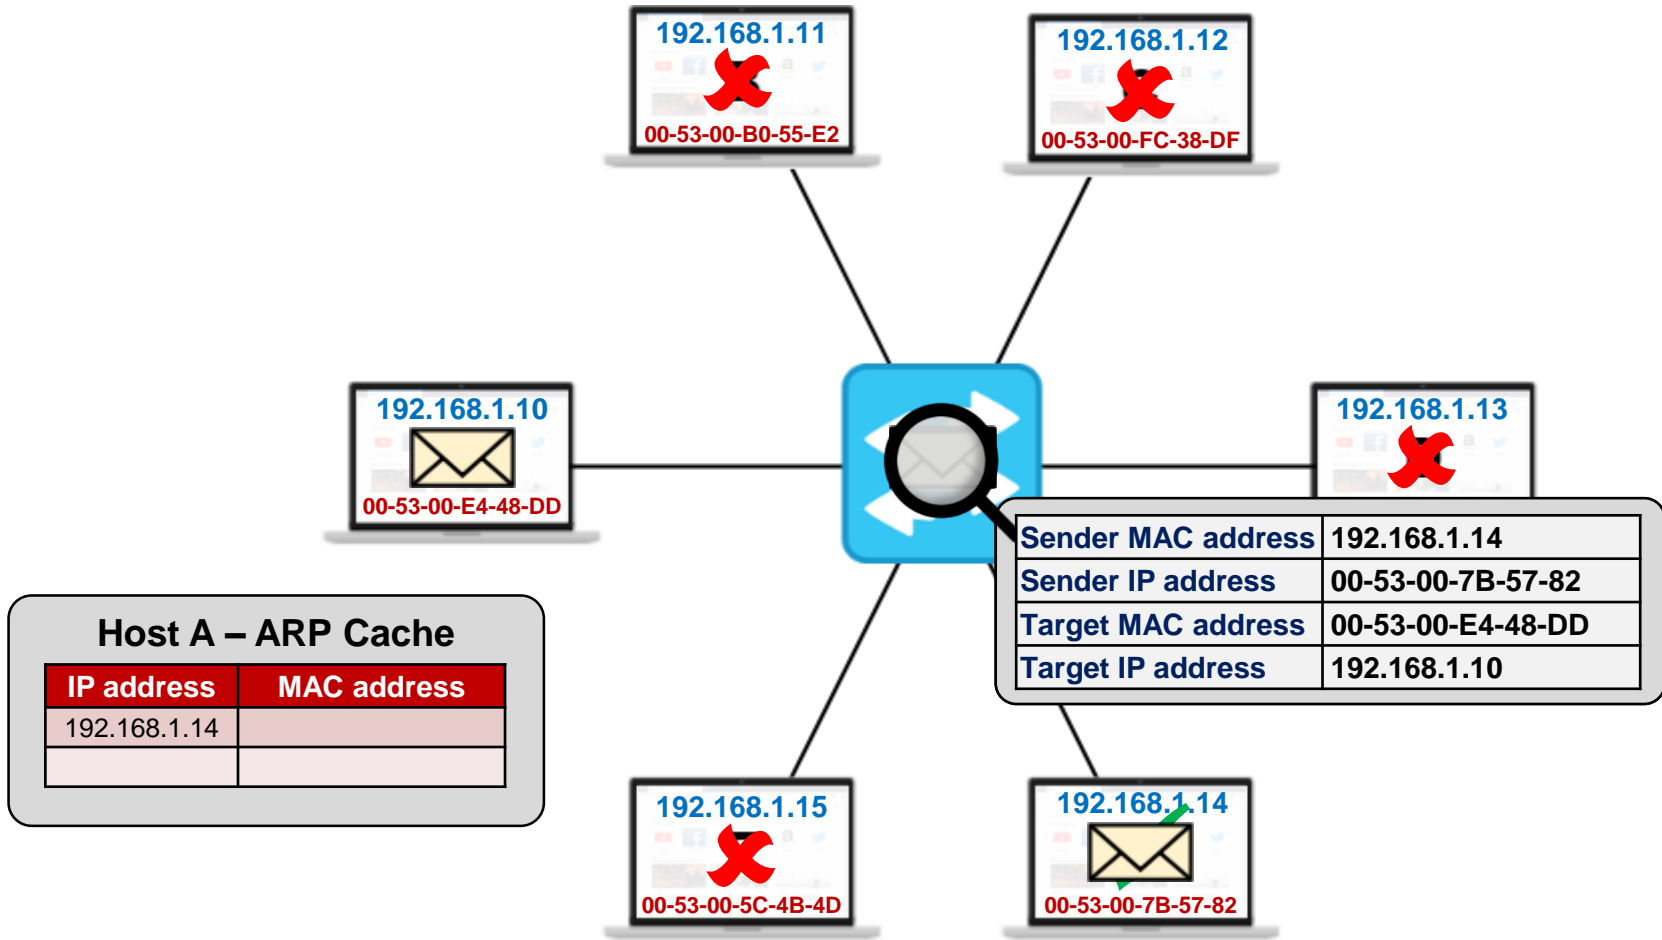 192.168.1.11
00-53-00-B0-55-E2
192.168.1.12
00-53-00-FC-38-DF
192.168.1.10
00-53-00-E4-48-DD
192.168.1.13
Sender MAC address 192.168.1.14
Sender IP address 00-53-00-7B-57-82
Target MAC address 00-53-00-E4-48-DD
Target IP address 192.168.1.10
Host A – ARP Cache
IP address MAC address
192.168.1.14
192.168.1.15
00-53-00-5C-4B-4D
192.168.1.14
00-53-00-7B-57-82